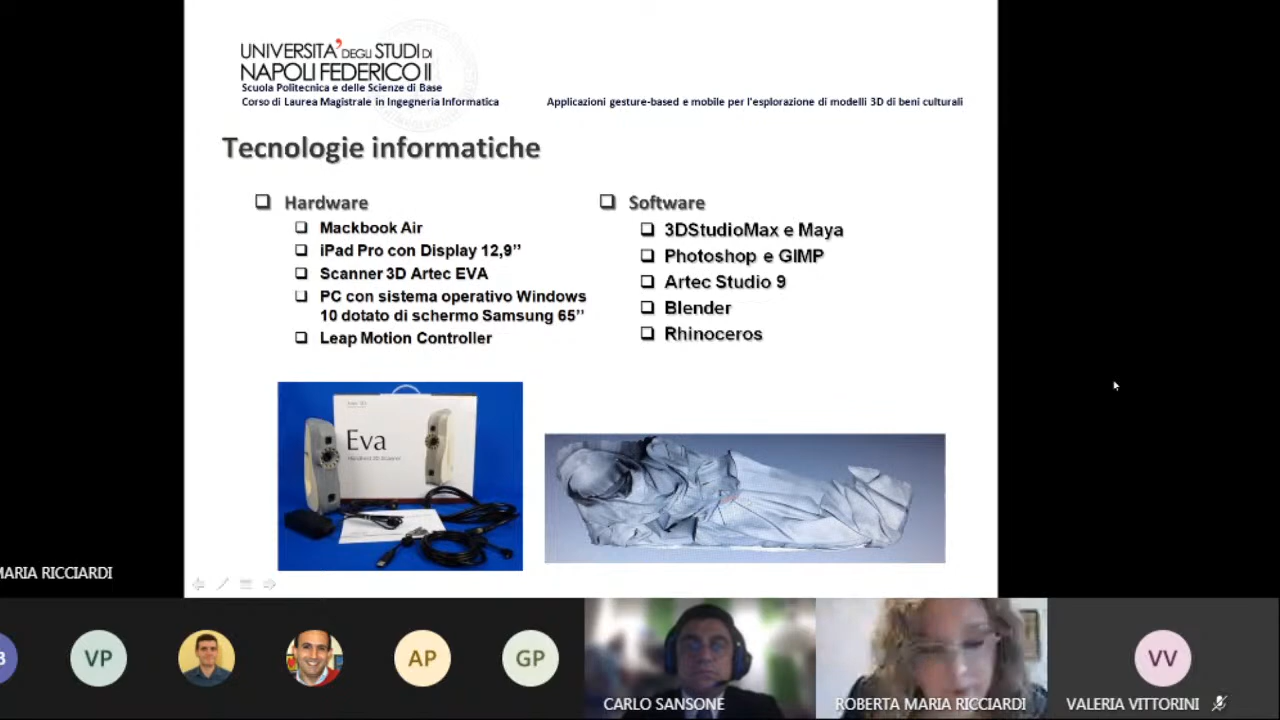 UNIVERSITA' DEGLI STUDI DI
NAPOLI FEDERICO II
Scuola Politecnica e delle Scienze di Base
Corso di Laurea Magistrale in Ingegneria Informatica
Applicazioni gesture-based e mobile per l'esplorazione di modelli 3D di beni culturali
Tecnologie informatiche
Hardware
Mackbook Air
iPad Pro con Display 12,9’’
Scanner 3D Artec EVA
PC con sistema operativo Windows
10 dotato di schermo Samsung 65’’
Leap Motion Controller
Software
3DStudioMax e Maya
Photoshop e GIMP
Artec Studio 9
Blender
Rhinoceros
Eva
MARIA RICCIARDI
VP
AP
GP
CARLO SANSONE
ROBERTA MARIA RICCIARDI
VV
VALERIA VITTORINI